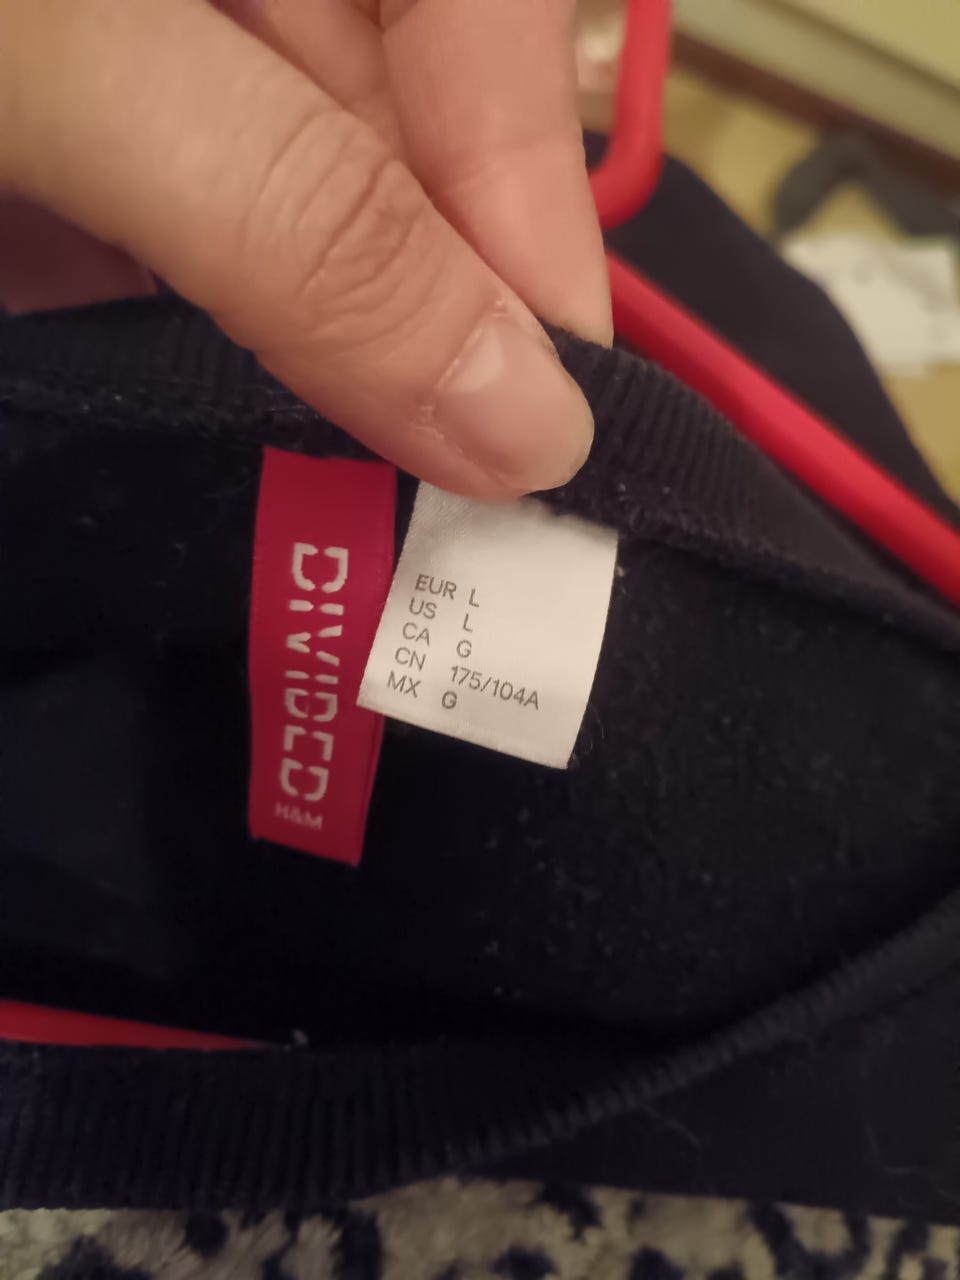 DIVIDED
H&M
EUR L
US L
CA G
CN 175/104A
MX G